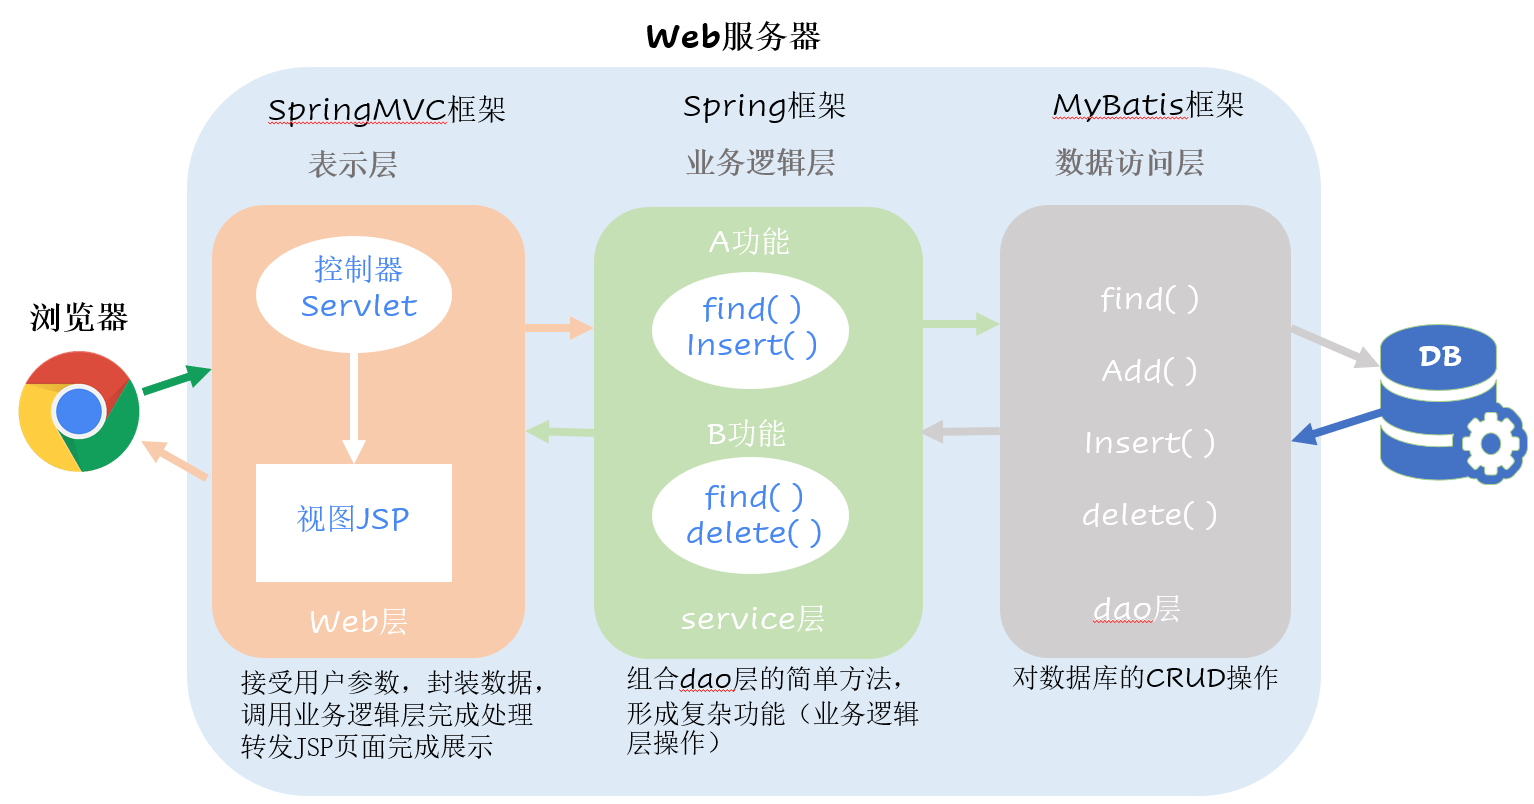 Web服务器
SpringMVC框架
表示层
控制器
Servlet
视图JSP
Web层
接受用户参数，封装数据，
调用业务逻辑层完成处理
转发JSP页面完成展示
Spring框架
业务逻辑层
A功能
find( )
Insert( )
B功能
find( )
delete( )
service层
组合dao层的简单方法，
形成复杂功能（业务逻辑
层操作）
MyBatis框架
数据访问层
find( )
Add( )
Insert( )
delete( )
dao层
对数据库的CRUD操作
浏览器
DB